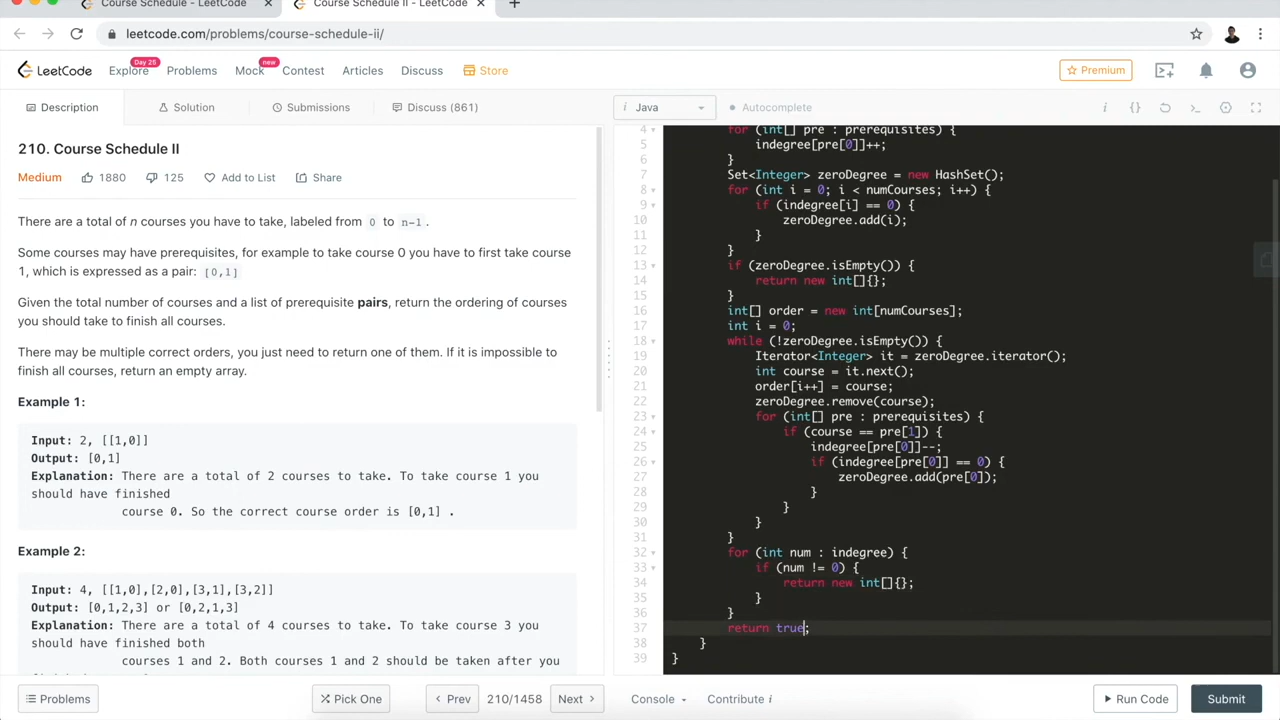 Course Schedule - LeetCode
Course Schedule II - LeetCode
leetcode.com/problems/course-schedule-ii/
LeetCode
Explore
Day 25
Problems
Mock
new
Contest
Articles
Discuss
Store
Premium
Description
Solution
Submissions
Discuss (861)
i Java
Autocomplete
210. Course Schedule II
Medium
1880
125
Add to List
Share
There are a total of n courses you have to take, labeled from 0 to n-1.
Some courses may have prerequisites, for example to take course 0 you have to first take course
1, which is expressed as a pair: [0,1]
Given the total number of courses and a list of prerequisite pairs, return the ordering of courses
you should take to finish all courses.
There may be multiple correct orders, you just need to return one of them. If it is impossible to
finish all courses, return an empty array.
Example 1:
Input: 2, [[1,0]]
Output: [0,1]
Explanation: There are a total of 2 courses to take. To take course 1 you
should have finished
course 0. So the correct course order is [0,1] .
Example 2:
Input: 4, [[1,0],[2,0],[3,1],[3,2]]
Output: [0,1,2,3] or [0,2,1,3]
Explanation: There are a total of 4 courses to take. To take course 3 you
should have finished both
courses 1 and 2. Both courses 1 and 2 should be taken after you
4 for (int[] pre : prerequisites) {
5 indegree[pre[0]]++;
6 }
7 Set<Integer> zeroDegree = new HashSet();
8 for (int i = 0; i < numCourses; i++) {
9 if (indegree[i] == 0) {
10 zeroDegree.add(i);
11 }
12 }
13 if (zeroDegree.isEmpty()) {
14 return new int[]{};
15 }
16 int[] order = new int[numCourses];
17 int i = 0;
18 while (!zeroDegree.isEmpty()) {
19 Iterator<Integer> it = zeroDegree.iterator();
20 int course = it.next();
21 order[i++] = course;
22 zeroDegree.remove(course);
23 for (int[] pre : prerequisites) {
24 if (course == pre[1]) {
25 indegree[pre[0]]--;
26 if (indegree[pre[0]] == 0) {
27 zeroDegree.add(pre[0]);
28 }
29 }
30 }
31 }
32 for (int num : indegree) {
33 if (num != 0) {
34 return new int[]{};
35 }
36 }
37 return true;
38 }
39 }
Problems
Pick One
Prev
210/1458
Next
Console
Contribute i
Run Code
Submit